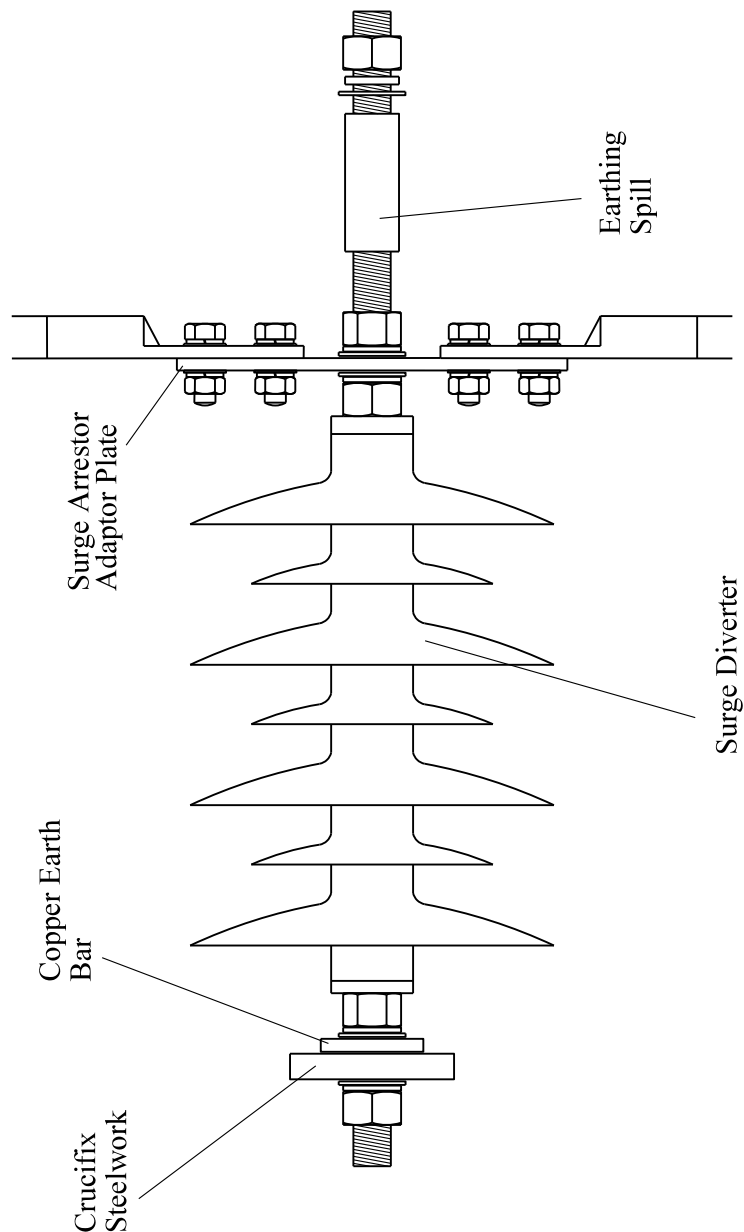 Crucifix
Steelwork
Copper Earth
Bar
Surge Arrestor
Adaptor Plate
Surge Diverter
Earthing
Spill